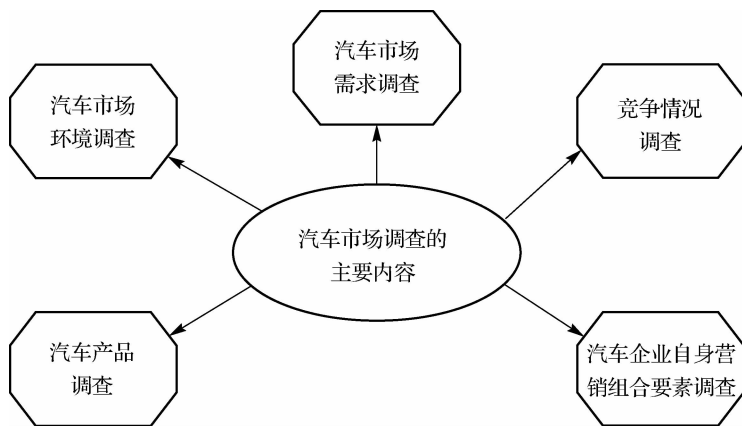 汽车市场
需求调查
汽车市场
环境调查
竞争情况
调查
汽车市场调查的
主要内容
汽车产品
调查
汽车企业自身营
销组合要素调查